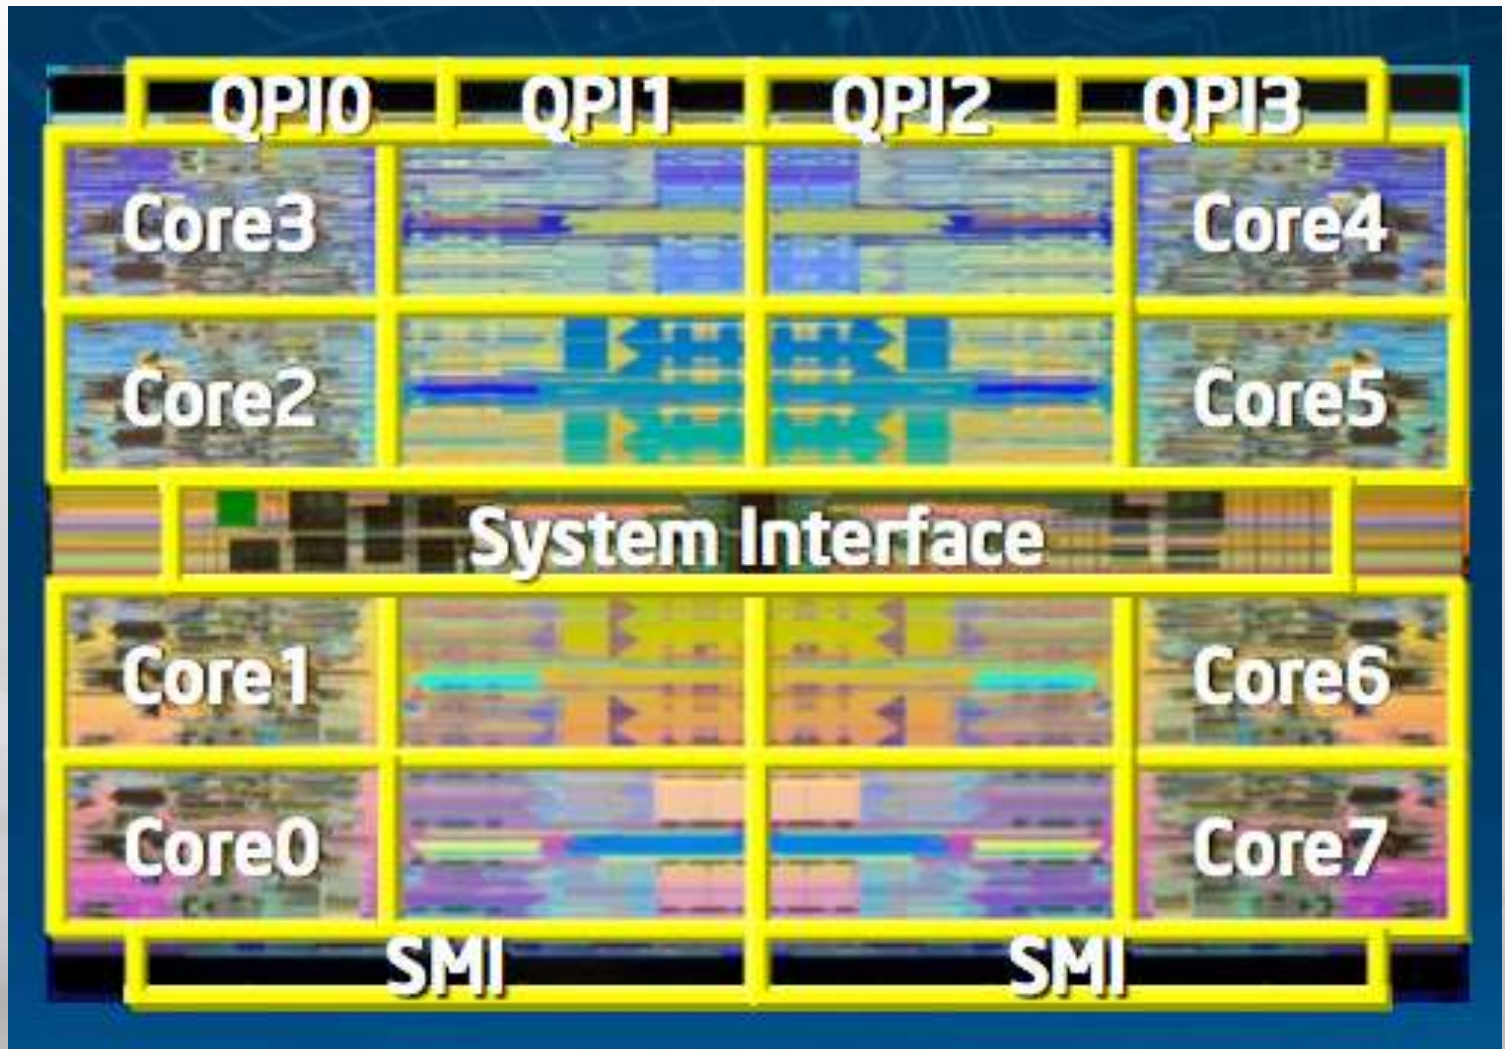 QPI0 QPI1 QPI2 QPI3
Core3 Core4
Core2 Core5
System Interface
Core1 Core6
Core0 Core7
SMI SMI